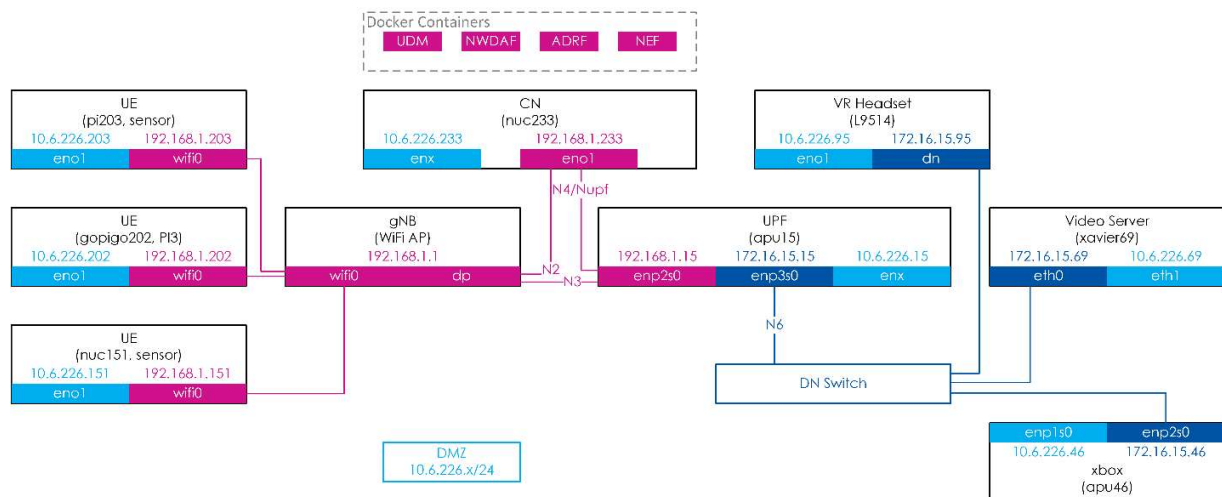 Docker Containers
UDM NWDAF ADRF NEF
UE
(pi203, sensor)
10.6.226.203 192.168.1.203
eno1 wifi0
CN
(nuc233)
10.6.226.233 192.168.1.233
enx eno1
VR Headset
(L9514)
10.6.226.95 172.16.15.95
eno1 dn
N4/Nupf
UE
(gopigo202, PI3)
10.6.226.202 192.168.1.202
eno1 wifi0
gNB
(WiFi AP)
192.168.1.1
wifi0 dp
N2
N3
UPF
(apu15)
192.168.1.15 172.16.15.15 10.6.226.15
enp2s0 enp3s0 enx
Video Server
(xavier69)
172.16.15.69 10.6.226.69
eth0 eth1
N6
UE
(nuc151, sensor)
10.6.226.151 192.168.1.151
eno1 wifi0
DN Switch
DMZ
10.6.226.x/24
enp1s0 enp2s0
10.6.226.46 172.16.15.46
xbox
(apu46)